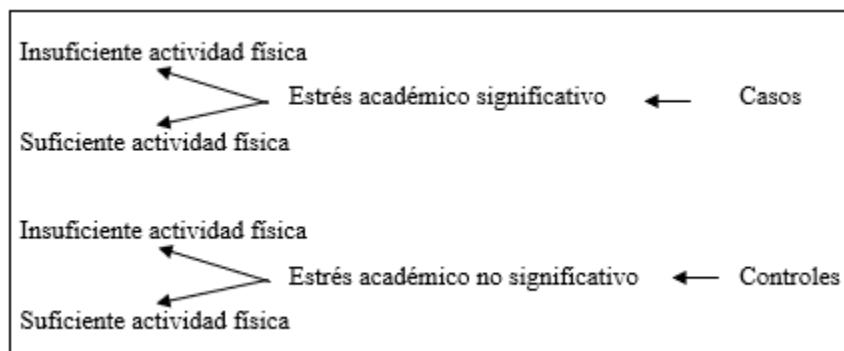 Insuficiente actividad física
Estrés académico significativo Casos
Suficiente actividad física
Insuficiente actividad física
Estrés académico no significativo Controles
Suficiente actividad física